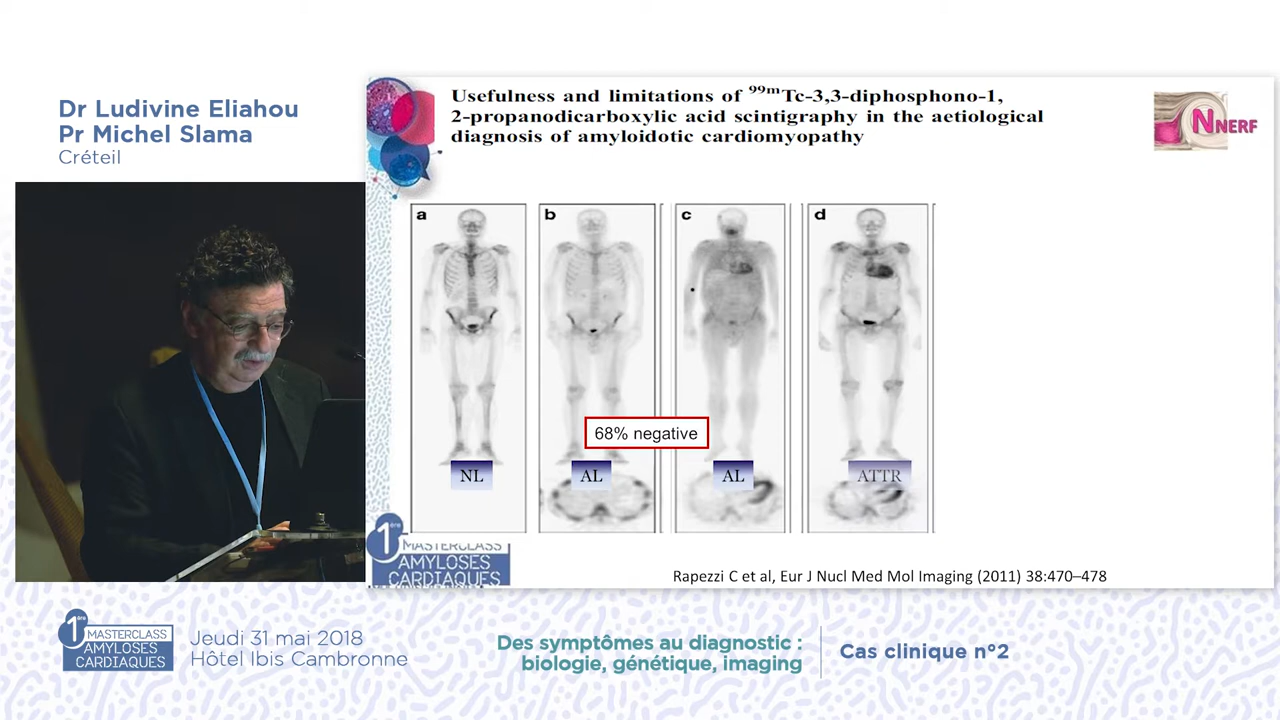 Dr Ludivine Eliahou
Pr Michel Slama
Créteil
Usefulness and limitations of ⁹⁹ᵐTc-3,3-diphosphono-1,
2-propanodicarboxylic acid scintigraphy in the aetiological
diagnosis of amyloidotic cardiomyopathy
NNERF
a
b
c
d
68% negative
NL
AL
AL
ATTR
1ère
MASTERCLASS
AMYLOSES
CARDIAQUES
Rapezzi C et al, Eur J Nucl Med Mol Imaging (2011) 38:470–478
1ère
MASTERCLASS
AMYLOSES
CARDIAQUES
Jeudi 31 mai 2018
Hôtel Ibis Cambronne
Des symptômes au diagnostic :
biologie, génétique, imaging
Cas clinique n°2